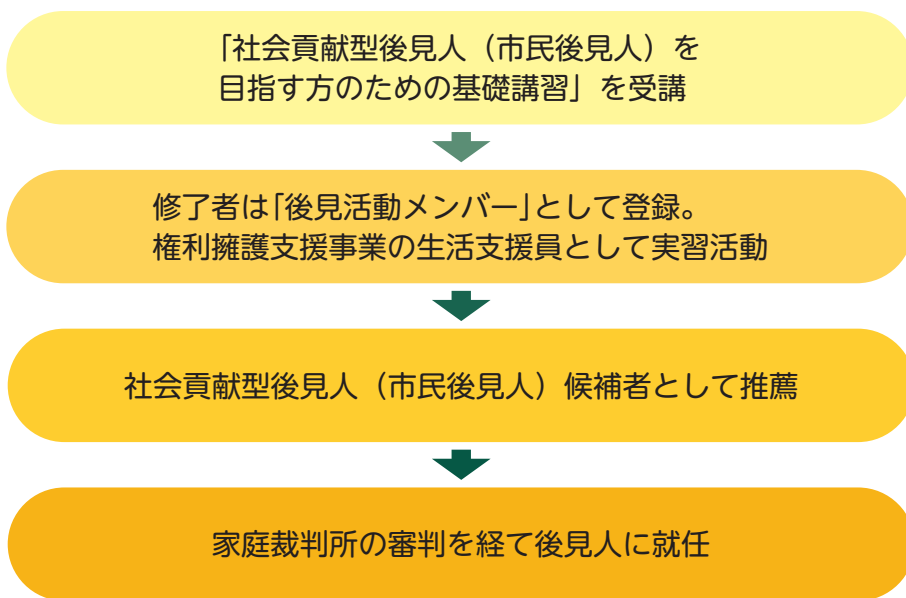 「社会貢献型後見人（市民後見人）を
目指す方のための基礎講習」を受講
修了者は｢後見活動メンバー｣として登録。
権利擁護支援事業の生活支援員として実習活動
社会貢献型後見人（市民後見人）候補者として推薦
家庭裁判所の審判を経て後見人に就任